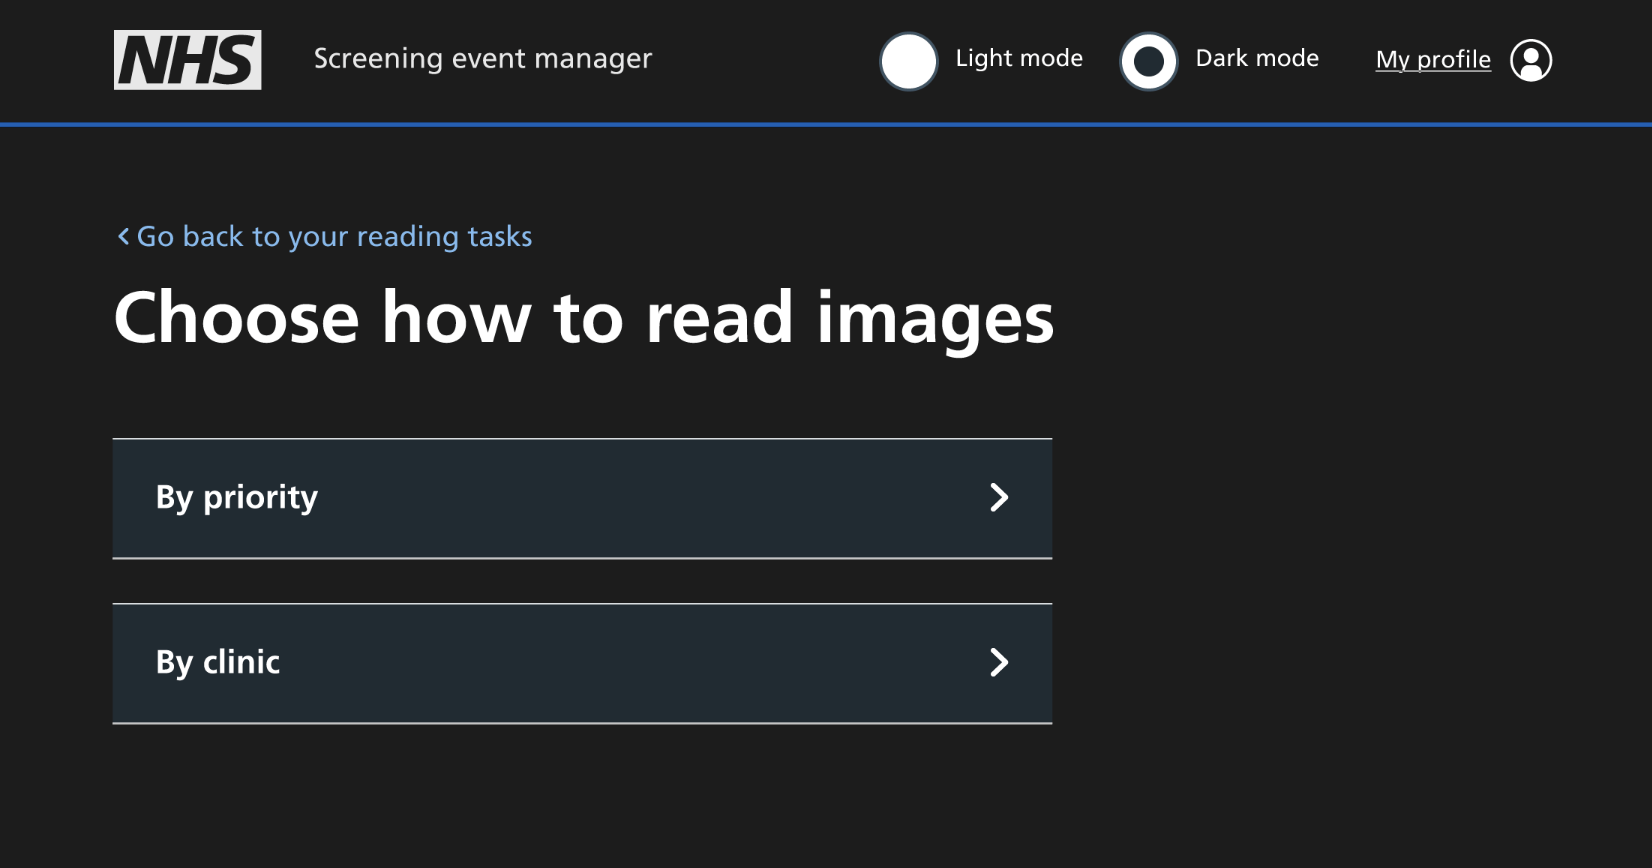 NHS
Screening event manager
Light mode
Dark mode
My profile
Go back to your reading tasks
Choose how to read images
By priority
By clinic